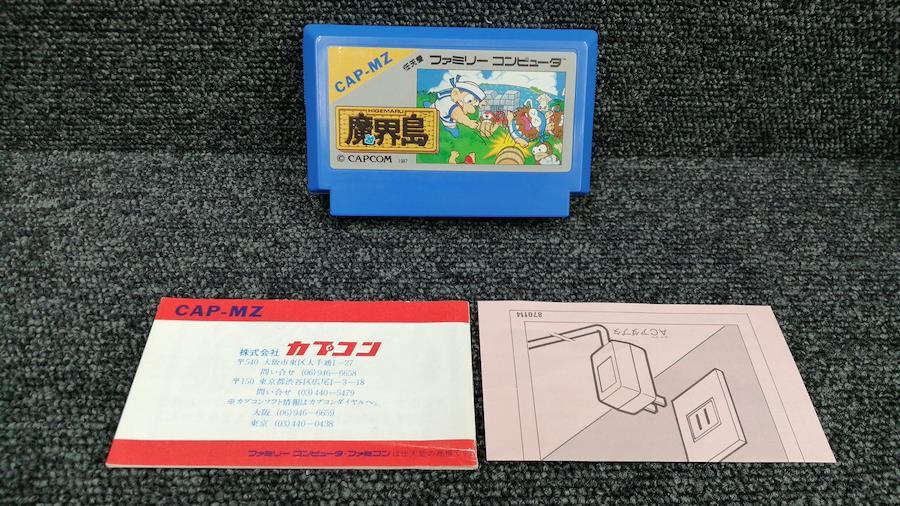 CAP-MZ
任天堂 ファミリー コンピュータ™
HIGEMARU
魔界島
© CAPCOM 1987
CAP-MZ
株式会社 カプコン
〒540 大阪市東区大手通1-27
問い合せ (06)946-6658
〒150 東京都渋谷区広尾1-3-18
問い合せ (03)440-5479
※カプコンソフト情報はカプコンダイヤルへ。
大阪 (06)946-6659
東京 (03)440-0438
ファミリー コンピュータ・ファミコンは任天堂の商標です
870114
ACアダプタ